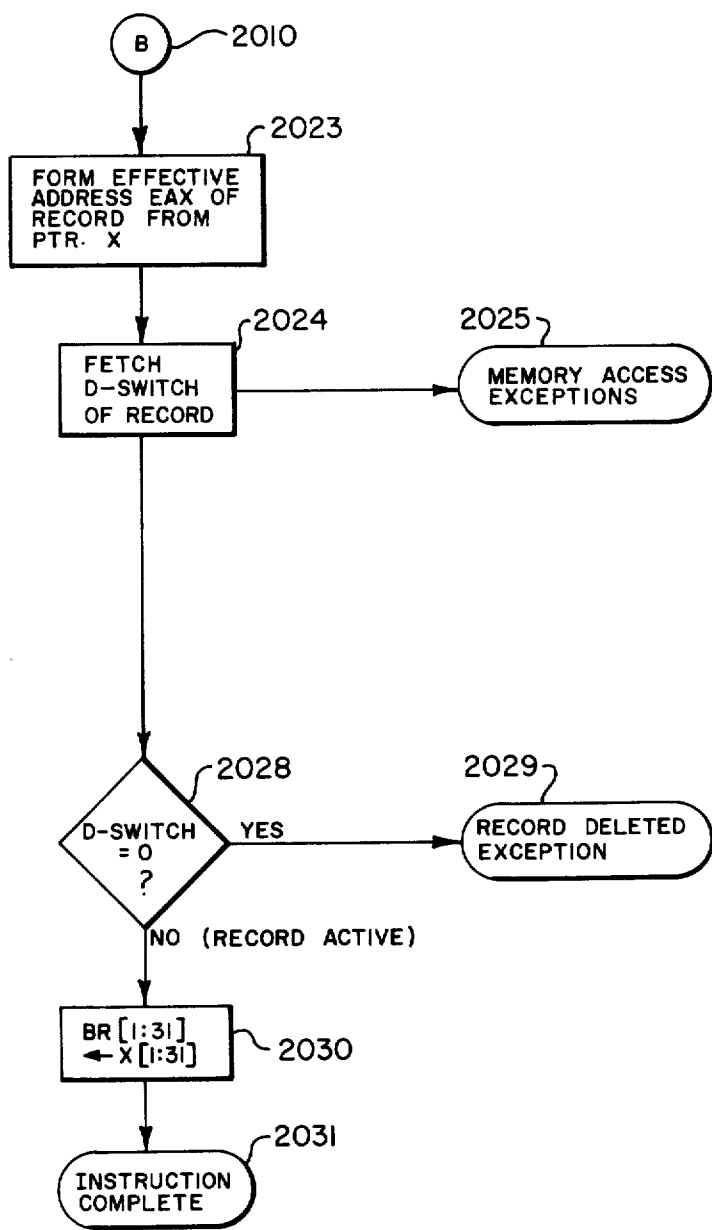 B
2010
2023
FORM EFFECTIVE
ADDRESS EAX OF
RECORD FROM
PTR. X
2024
FETCH
D-SWITCH
OF RECORD
2025
MEMORY ACCESS
EXCEPTIONS
2028
D-SWITCH
= 0
?
YES
2029
RECORD DELETED
EXCEPTION
NO (RECORD ACTIVE)
BR [1:31]
← X [1:31]
2030
2031
INSTRUCTION
COMPLETE